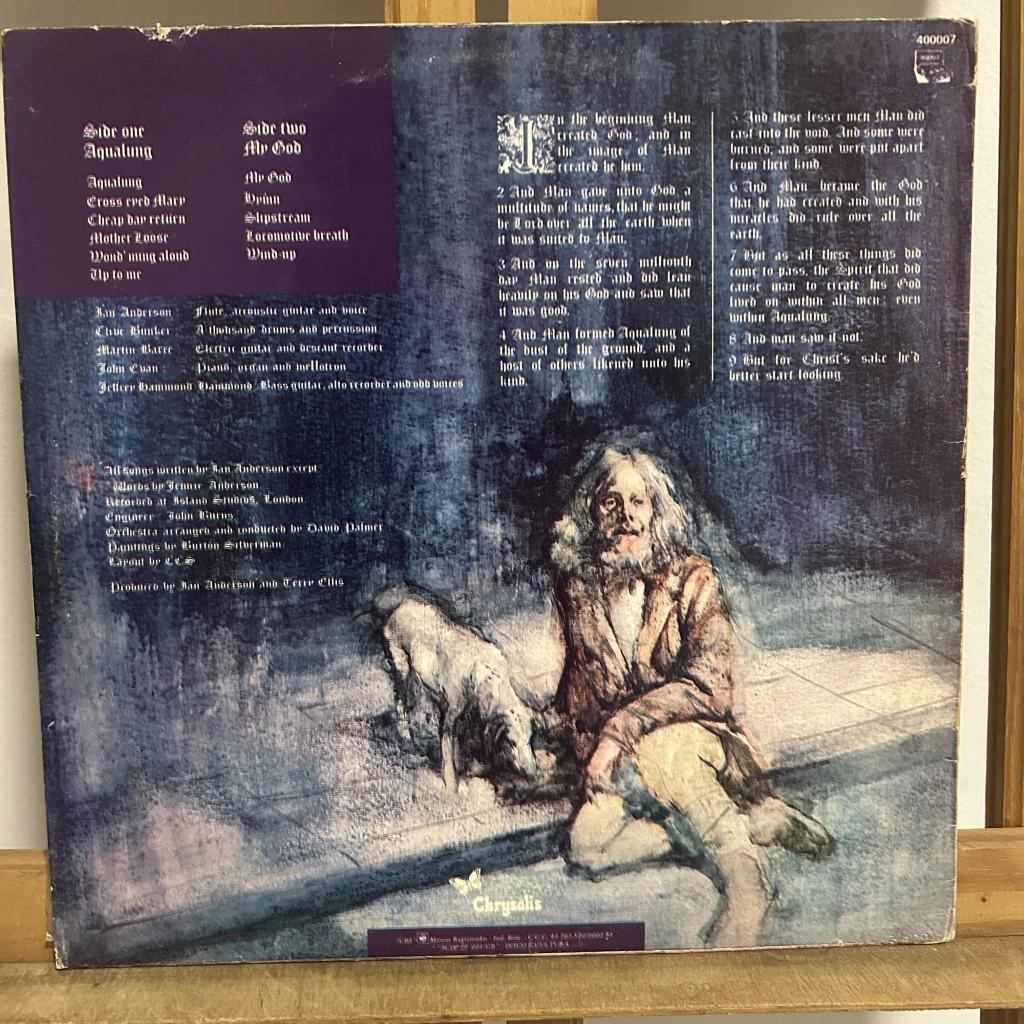 400007
Side one
Aqualung
Aqualung
Cross eyed Mary
Cheap day return
Mother Goose
Wond'ring aloud
Up to me
Side two
My God
My God
Hymn
Slipstream
Locomotive breath
Wind-up
Ian Anderson : Flute, accoustic guitar and voice
Clive Bunker : A thousand drums and percussion
Martin Barre : Electric guitar and descant recorder
John Evan : Piano, organ and mellotron
Jeffrey Hammond-Hammond: Bass guitar, alto recorder and odd voices
All songs written by Ian Anderson except
*Words by Jennie Anderson.
Recorded at Island Studios, London.
Engineer: John Burns
Orchestra arranged and conducted by David Palmer
Paintings by Burton Silverman
Layout by CCS
Produced by Ian Anderson and Terry Ellis
In the beginning Man
created God; and in
the image of Man
created he him.
2 And Man gave unto God a
multitude of names, that he might
be Lord over all the earth when
it was suited to Man.
3 And on the seven millionth
day Man rested and did lean
heavily on his God and saw that
it was good.
4 And Man formed Aqualung of
the dust of the ground, and a
host of others likened unto his
kind.
5 And these lesser men Man did
cast into the void. And some were
burned; and some were put apart
from their kind.
6 And Man became the God
that he had created and with his
miracles did rule over all the
earth.
7 But as all these things did
come to pass, the Spirit that did
cause man to create his God
lived on within all men: even
within Aqualung.
8 And man saw it not.
9 But for Christ's sake he'd
better start looking.
Chrysalis
CBS Marcas Registradas - Ind. Bras.